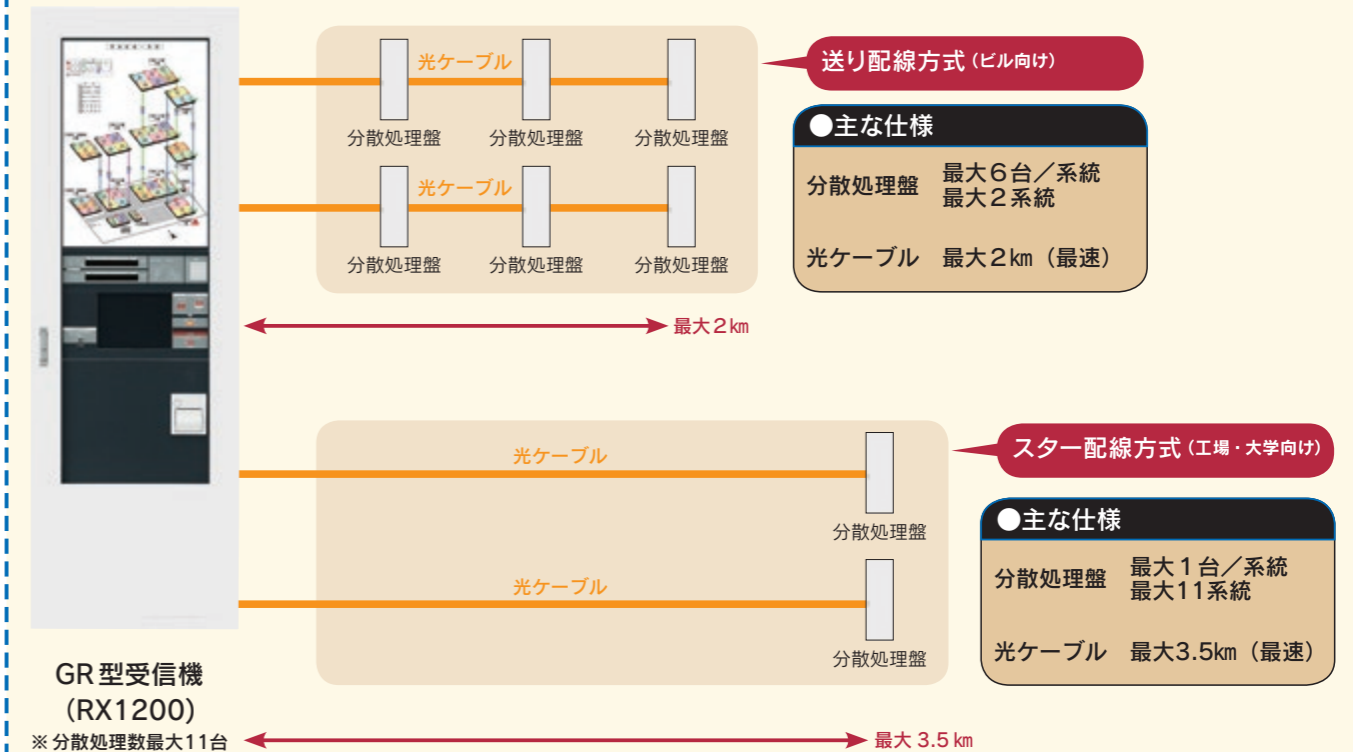 光ケーブル
分散処理盤 分散処理盤 分散処理盤
光ケーブル
分散処理盤 分散処理盤 分散処理盤
送り配線方式(ビル向け)
●主な仕様
分散処理盤 最大6台/系統
最大2系統
光ケーブル 最大2㎞(最速)
最大2㎞
光ケーブル
分散処理盤
光ケーブル
分散処理盤
スター配線方式(工場・大学向け)
●主な仕様
分散処理盤 最大1台/系統
最大11系統
光ケーブル 最大3.5㎞(最速)
GR型受信機
(RX1200)
※分散処理数最大11台
最大 3.5 ㎞